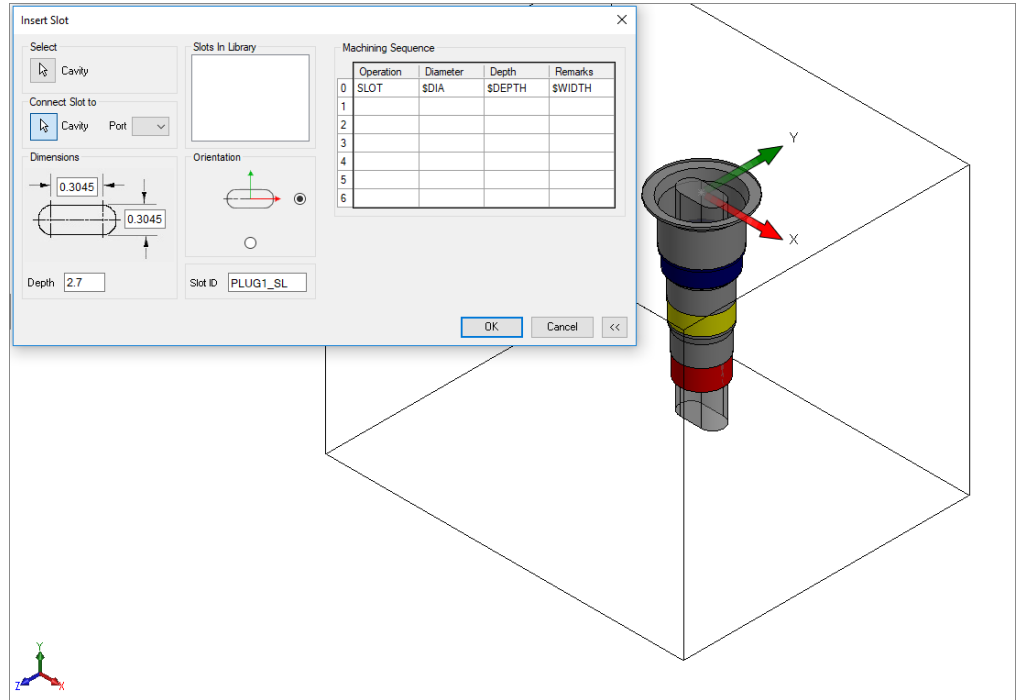 Insert Slot
Select
Cavity
Connect Slot to
Cavity Port
Dimensions
0.3045
0.3045
Depth 2.7
Slots In Library
Orientation
Slot ID PLUG1_SL
Machining Sequence
Operation Diameter Depth Remarks
0 SLOT $DIA $DEPTH $WIDTH
1
2
3
4
5
6
OK Cancel <<
Y
X
Y
Z X